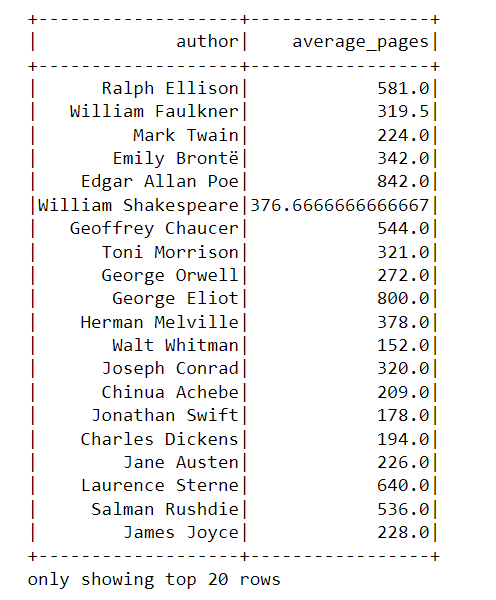 +------------------+----------------+
|            author|   average_pages|
+------------------+----------------+
|     Ralph Ellison|           581.0|
|  William Faulkner|           319.5|
|        Mark Twain|           224.0|
|      Emily Brontë|           342.0|
|   Edgar Allan Poe|           842.0|
|William Shakespeare|376.6666666666667|
|  Geoffrey Chaucer|           544.0|
|     Toni Morrison|           321.0|
|     George Orwell|           272.0|
|      George Eliot|           800.0|
|   Herman Melville|           378.0|
|      Walt Whitman|           152.0|
|     Joseph Conrad|           320.0|
|     Chinua Achebe|           209.0|
|    Jonathan Swift|           178.0|
|   Charles Dickens|           194.0|
|       Jane Austen|           226.0|
|   Laurence Sterne|           640.0|
|    Salman Rushdie|           536.0|
|       James Joyce|           228.0|
+------------------+----------------+
only showing top 20 rows